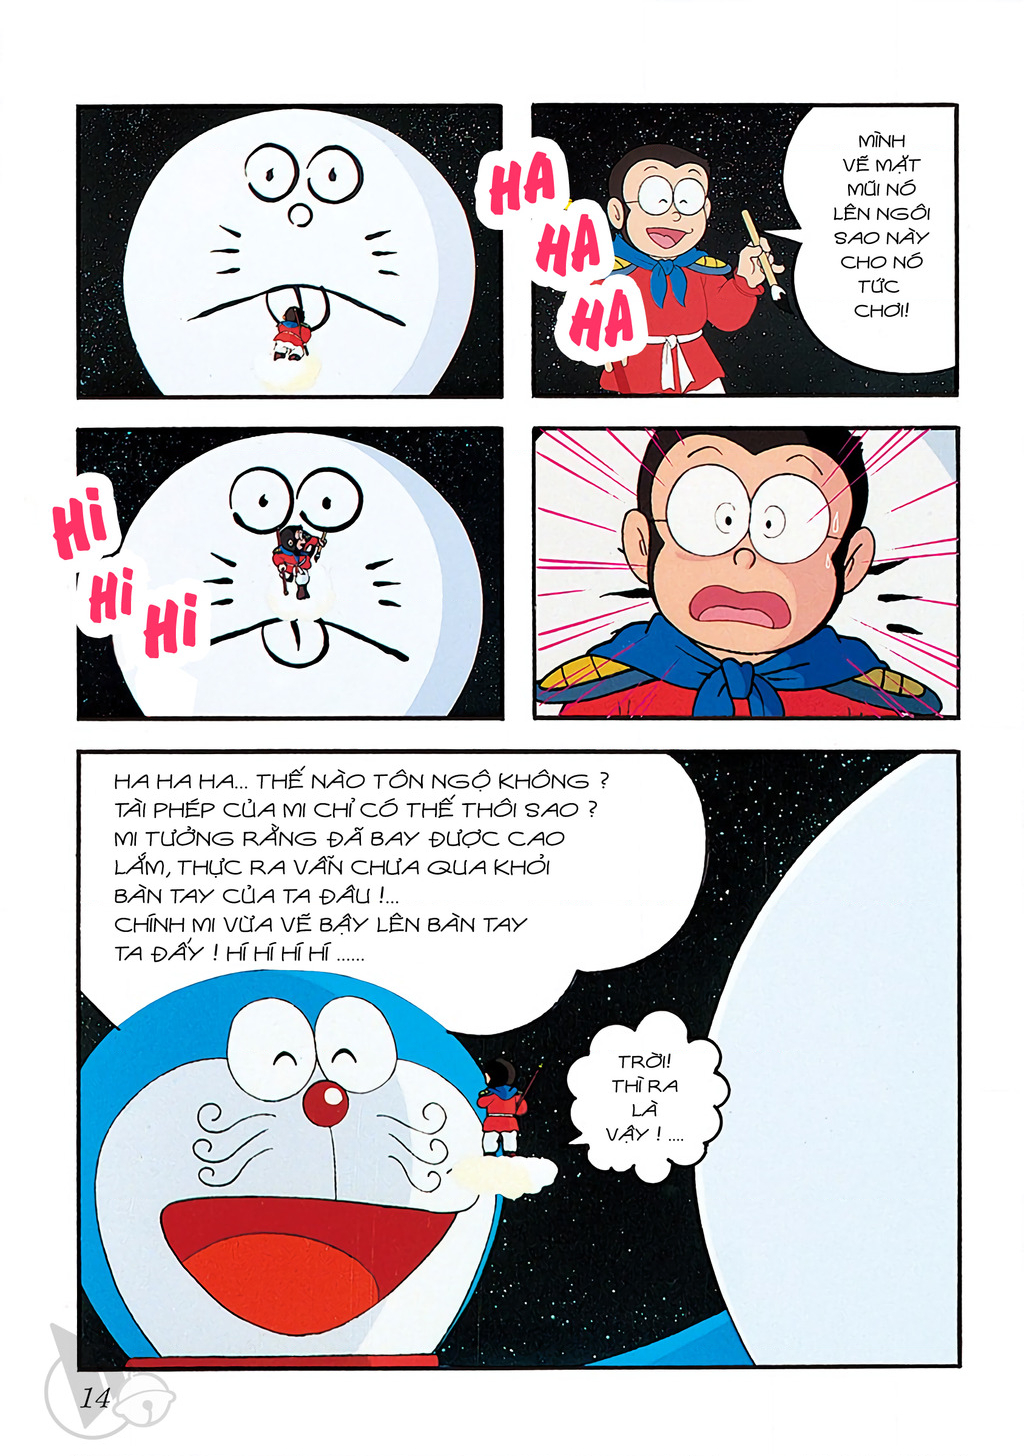 HA
HA
HA
MÌNH
VẼ MẶT
MŨI NÓ
LÊN NGÔI
SAO NÀY
CHO NÓ
TỨC
CHƠI!
Hi
Hi
Hi
HA HA HA... THẾ NÀO TÔN NGỘ KHÔNG ?
TÀI PHÉP CỦA MI CHỈ CÓ THẾ THÔI SAO ?
MI TƯỞNG RẰNG ĐÃ BAY ĐƯỢC CAO
LẮM, THỰC RA VẪN CHƯA QUA KHỎI
BÀN TAY CỦA TA ĐÂU !...
CHÍNH MI VỪA VẼ BẬY LÊN BÀN TAY
TA ĐẤY ! HÍ HÍ HÍ HÍ ......
TRỜI!
THÌ RA
LÀ
VẬY ! ....
14